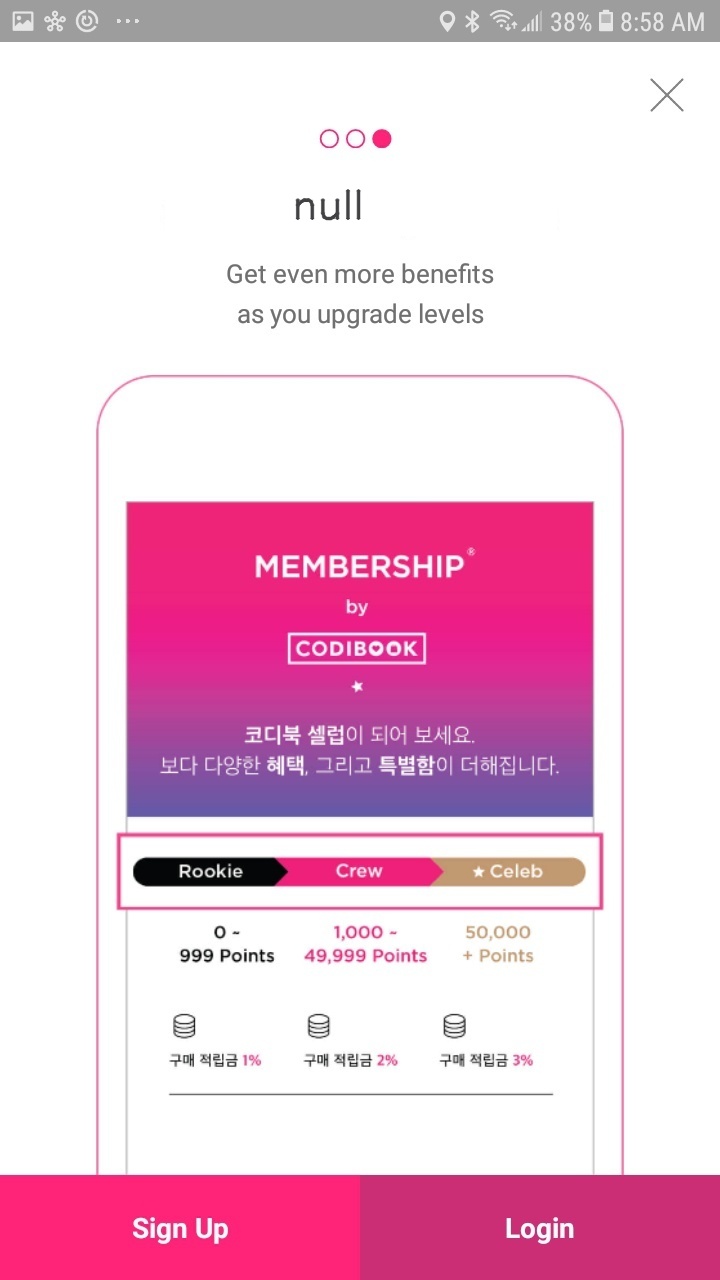 38% 8:58 AM
null
Get even more benefits
as you upgrade levels
MEMBERSHIP®
by
CODIBOOK
코디북 셀럽이 되어 보세요.
보다 다양한 혜택, 그리고 특별함이 더해집니다.
Rookie Crew ★ Celeb
0 ~ 1,000 ~ 50,000
999 Points 49,999 Points + Points
구매 적립금 1% 구매 적립금 2% 구매 적립금 3%
Sign Up Login